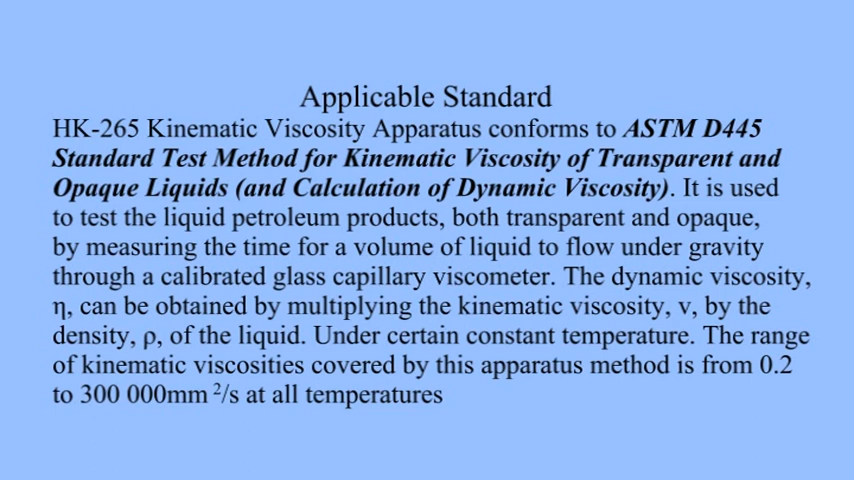 Applicable Standard
HK-265 Kinematic Viscosity Apparatus conforms to ASTM D445
Standard Test Method for Kinematic Viscosity of Transparent and
Opaque Liquids (and Calculation of Dynamic Viscosity). It is used
to test the liquid petroleum products, both transparent and opaque,
by measuring the time for a volume of liquid to flow under gravity
through a calibrated glass capillary viscometer. The dynamic viscosity,
η, can be obtained by multiplying the kinematic viscosity, v, by the
density, ρ, of the liquid. Under certain constant temperature. The range
of kinematic viscosities covered by this apparatus method is from 0.2
to 300 000mm ²/s at all temperatures